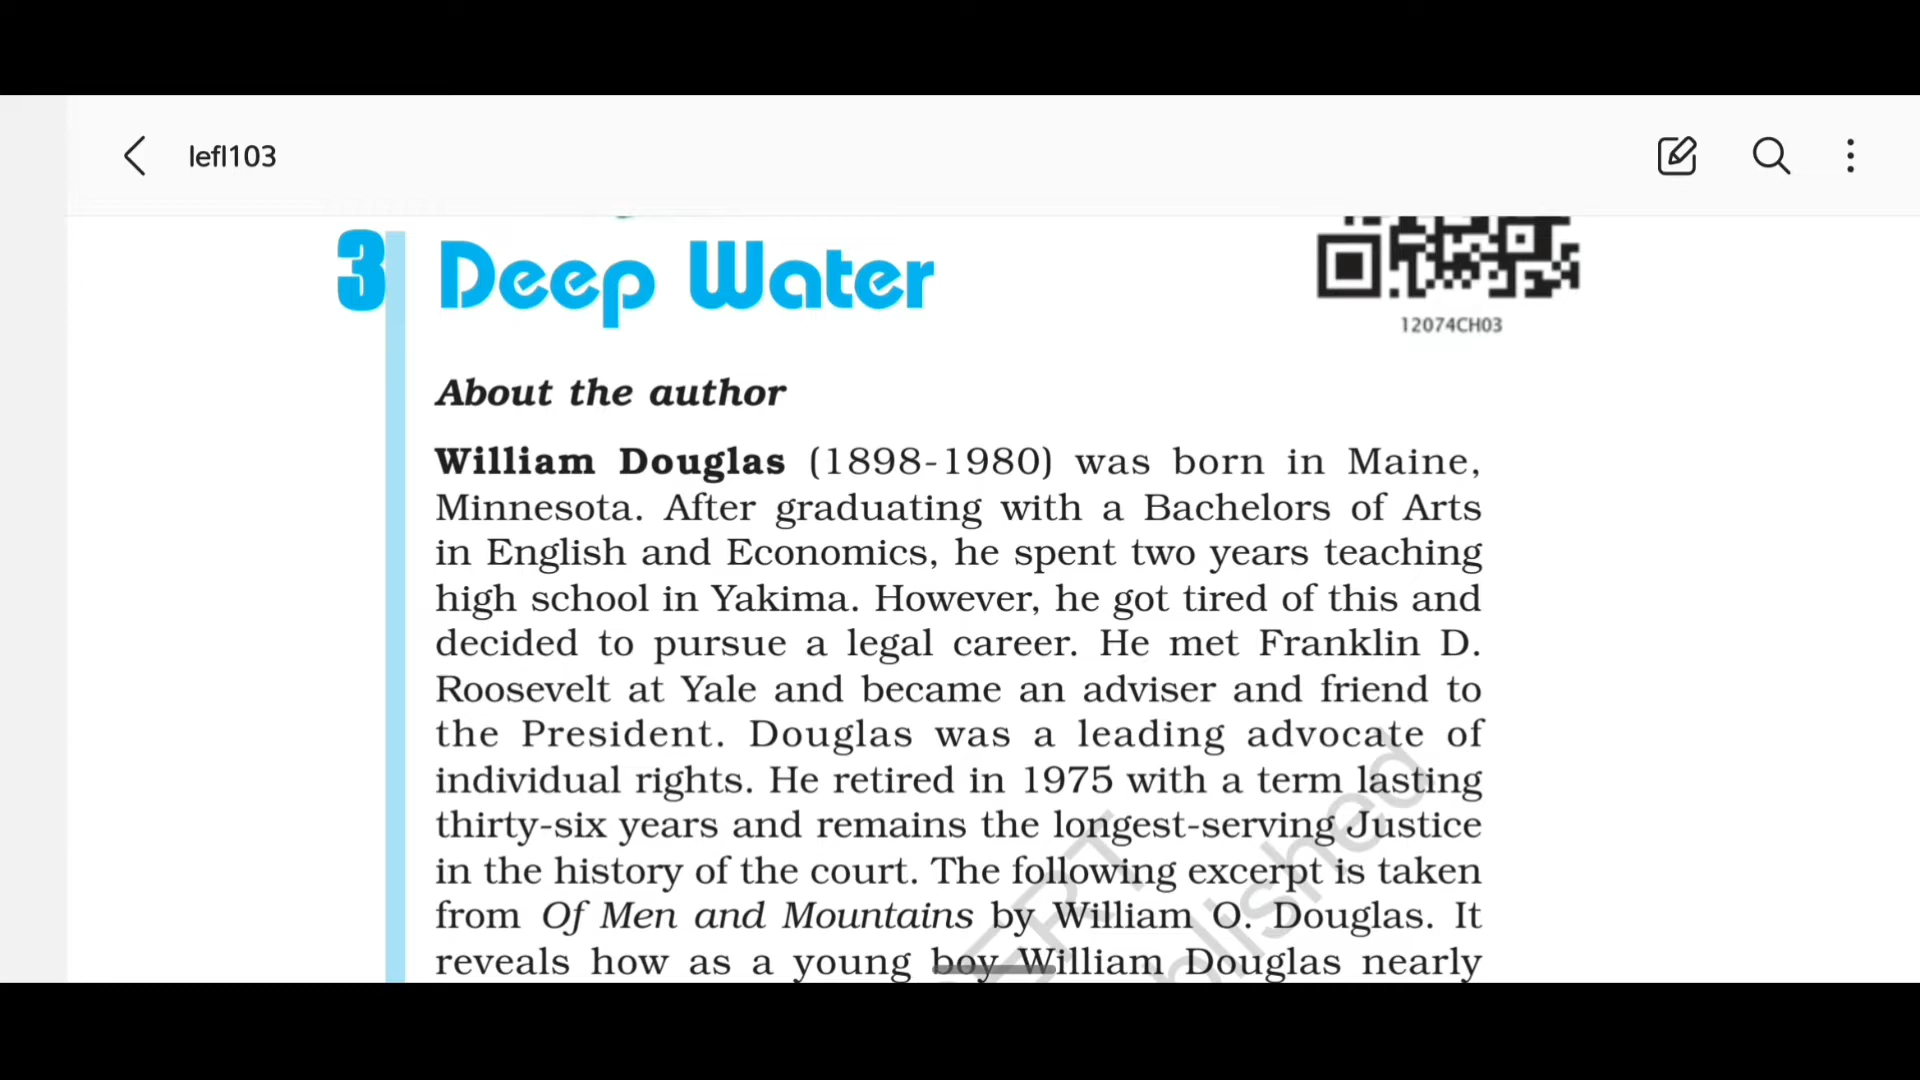 lefl103
3 Deep Water
12074CH03
About the author
William Douglas (1898-1980) was born in Maine,
Minnesota. After graduating with a Bachelors of Arts
in English and Economics, he spent two years teaching
high school in Yakima. However, he got tired of this and
decided to pursue a legal career. He met Franklin D.
Roosevelt at Yale and became an adviser and friend to
the President. Douglas was a leading advocate of
individual rights. He retired in 1975 with a term lasting
thirty-six years and remains the longest-serving Justice
in the history of the court. The following excerpt is taken
from Of Men and Mountains by William O. Douglas. It
reveals how as a young boy William Douglas nearly